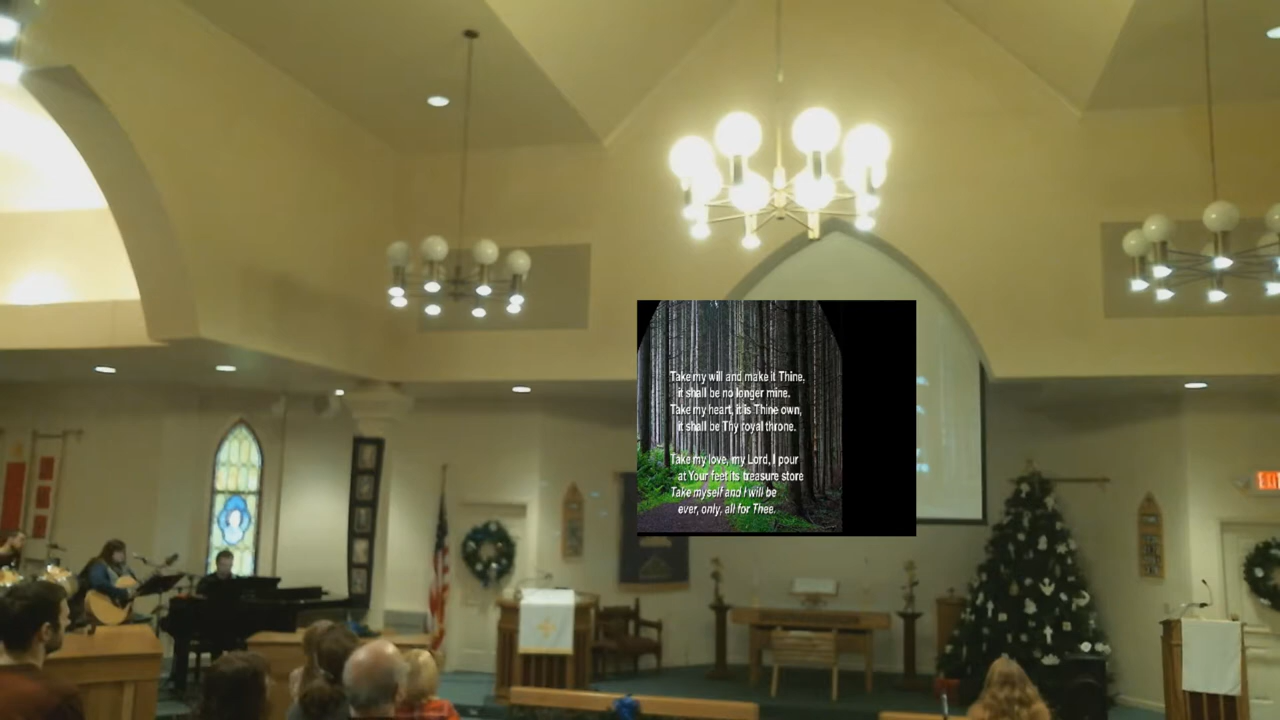 Take my will and make it Thine,
it shall be no longer mine.
Take my heart, it is Thine own,
it shall be Thy royal throne.
Take my love, my Lord, I pour
at Your feet its treasure store
Take myself and I will be
ever, only, all for Thee.
EXIT